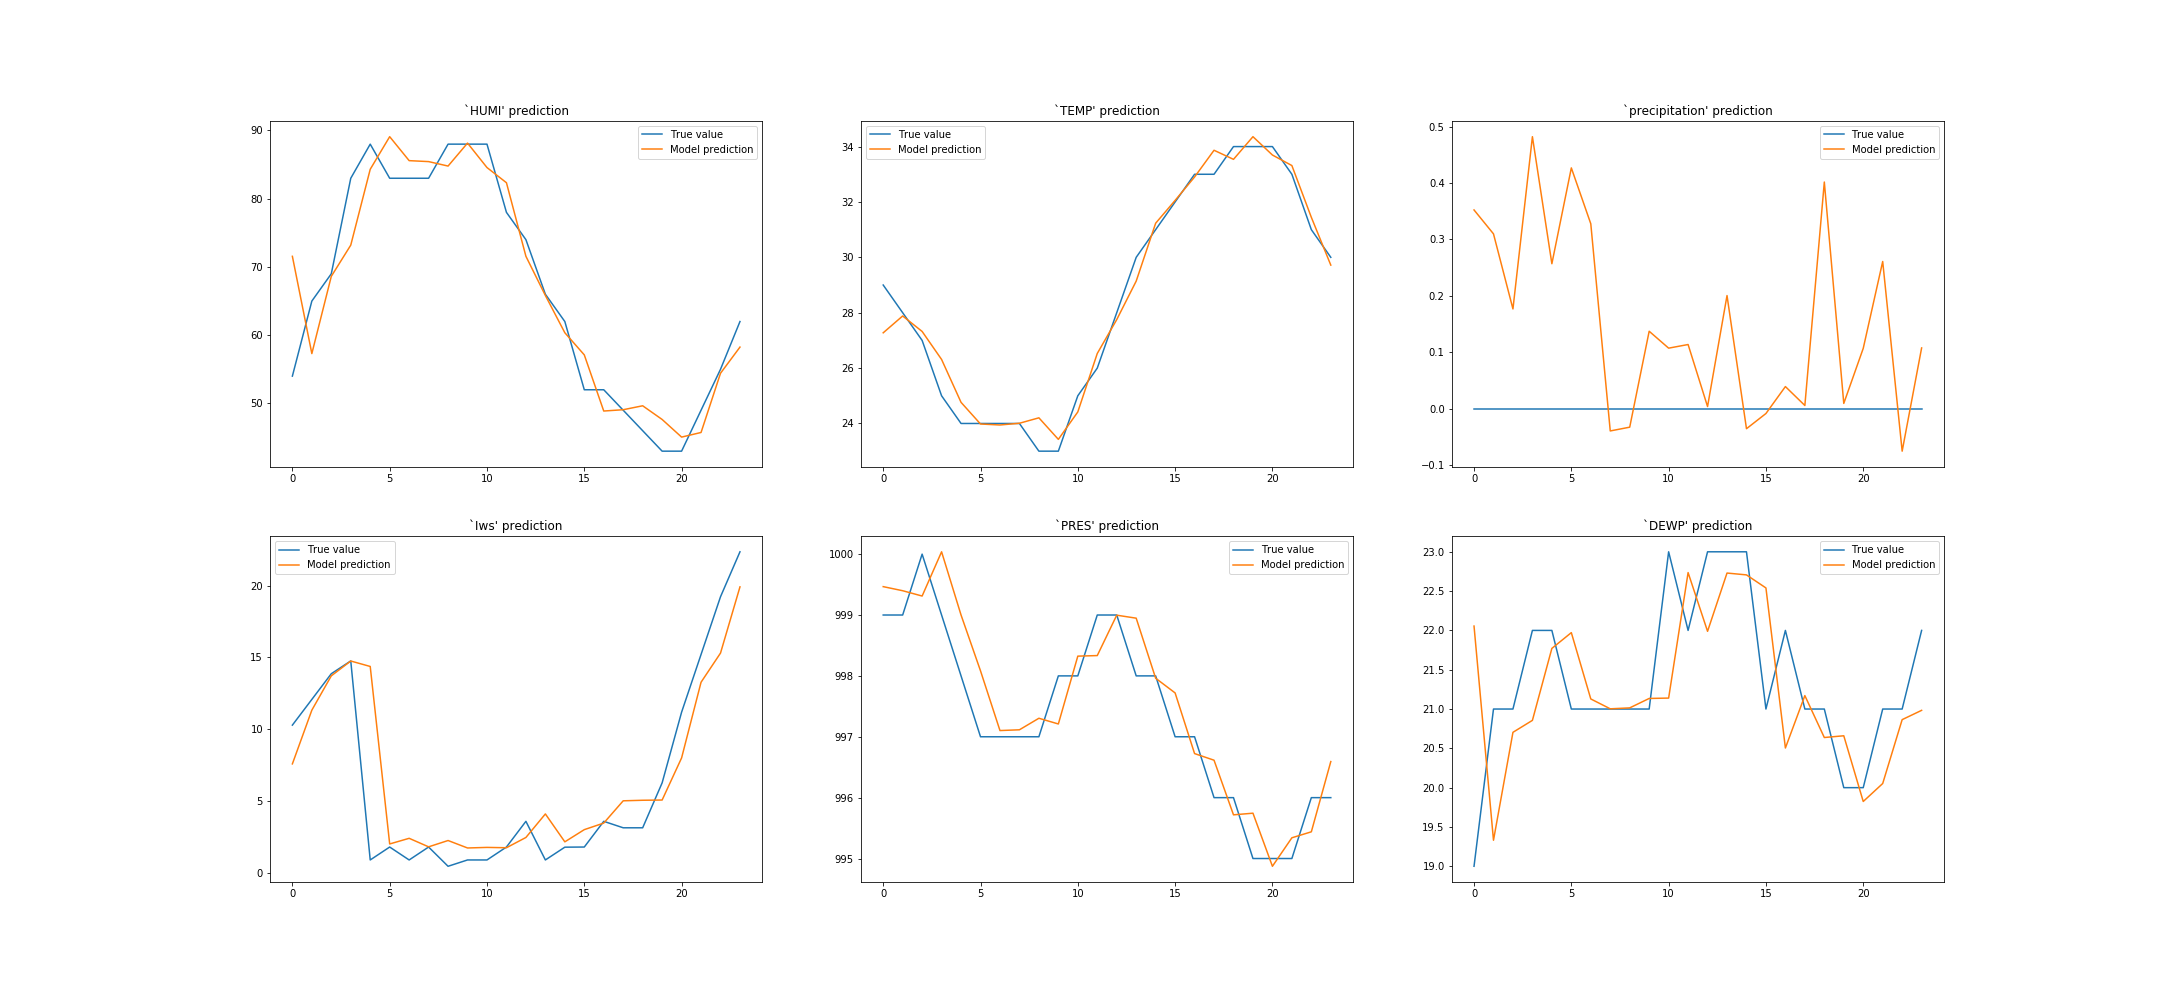 `HUMI' prediction
90
80
70
60
50
0 5 10 15 20
True value
Model prediction
`TEMP' prediction
34
32
30
28
26
24
0 5 10 15 20
True value
Model prediction
`precipitation' prediction
0.5
0.4
0.3
0.2
0.1
0.0
−0.1
0 5 10 15 20
True value
Model prediction
`Iws' prediction
20
15
10
5
0
0 5 10 15 20
True value
Model prediction
`PRES' prediction
1000
999
998
997
996
995
0 5 10 15 20
True value
Model prediction
`DEWP' prediction
23.0
22.5
22.0
21.5
21.0
20.5
20.0
19.5
19.0
0 5 10 15 20
True value
Model prediction